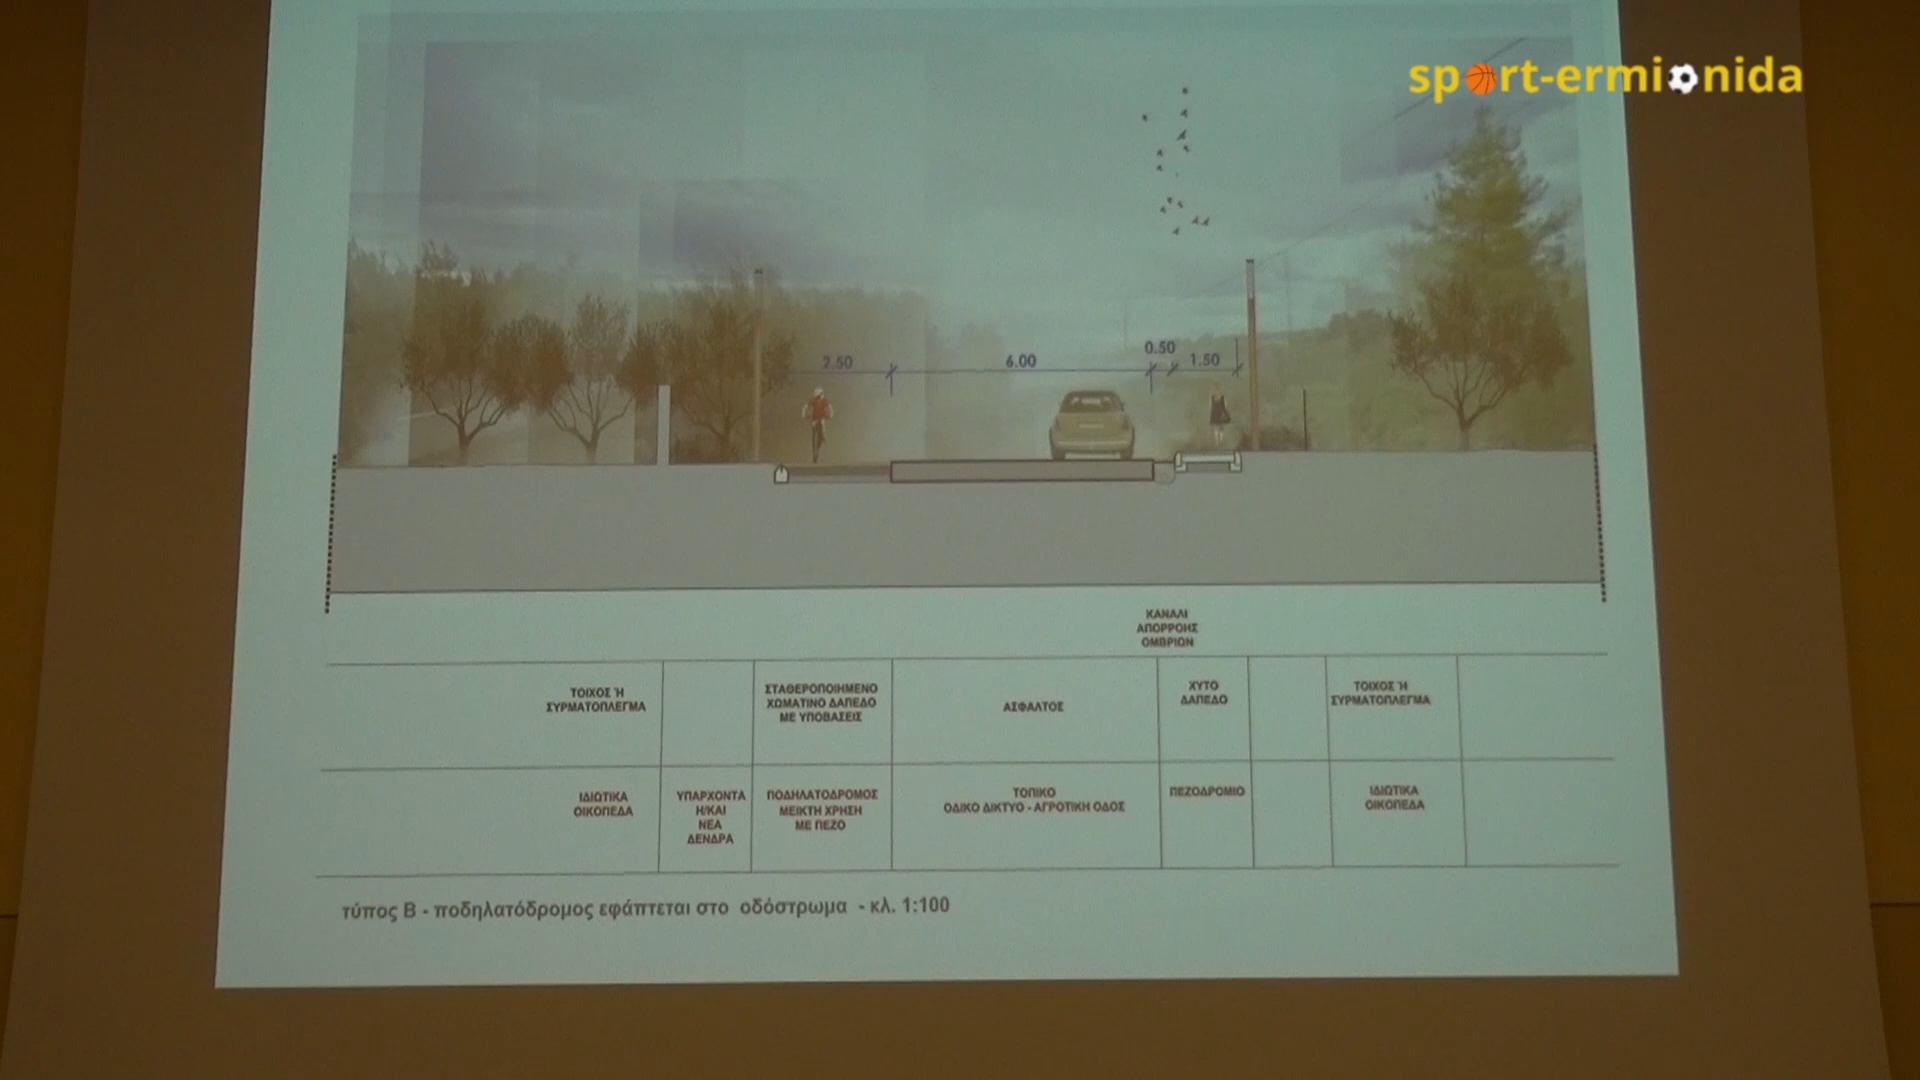 sport-ermionida
2.50
6.00
0.50
1.50
ΚΑΝΑΛΙ
ΑΠΟΡΡΟΗΣ
ΟΜΒΡΙΩΝ
ΤΟΙΧΟΣ Ή
ΣΥΡΜΑΤΟΠΛΕΓΜΑ
ΣΤΑΘΕΡΟΠΟΙΗΜΕΝΟ
ΧΩΜΑΤΙΝΟ ΔΑΠΕΔΟ
ΜΕ ΥΠΟΒΑΣΕΙΣ
ΑΣΦΑΛΤΟΣ
ΧΥΤΟ
ΔΑΠΕΔΟ
ΤΟΙΧΟΣ Ή
ΣΥΡΜΑΤΟΠΛΕΓΜΑ
ΙΔΙΩΤΙΚΑ
ΟΙΚΟΠΕΔΑ
ΥΠΑΡΧΟΝΤΑ
Η/ΚΑΙ
ΝΕΑ
ΔΕΝΔΡΑ
ΠΟΔΗΛΑΤΟΔΡΟΜΟΣ
ΜΕΙΚΤΗ ΧΡΗΣΗ
ΜΕ ΠΕΖΟ
ΤΟΠΙΚΟ
ΟΔΙΚΟ ΔΙΚΤΥΟ - ΑΓΡΟΤΙΚΗ ΟΔΟΣ
ΠΕΖΟΔΡΟΜΙΟ
ΙΔΙΩΤΙΚΑ
ΟΙΚΟΠΕΔΑ
τύπος Β - ποδηλατόδρομος εφάπτεται στο οδόστρωμα - κλ. 1:100